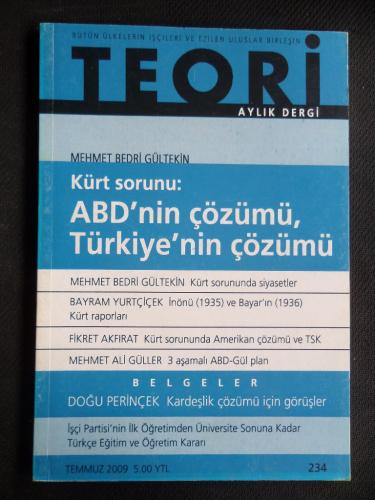 BÜTÜN ÜLKELERİN İŞÇİLERİ VE EZİLEN ULUSLAR BİRLEŞİN
TEORİ
AYLIK DERGİ
MEHMET BEDRİ GÜLTEKİN
Kürt sorunu:
ABD'nin çözümü,
Türkiye'nin çözümü
MEHMET BEDRİ GÜLTEKİN Kürt sorununda siyasetler
BAYRAM YURTÇİÇEK İnönü (1935) ve Bayar'ın (1936)
Kürt raporları
FİKRET AKFIRAT Kürt sorununda Amerikan çözümü ve TSK
MEHMET ALİ GÜLLER 3 aşamalı ABD-Gül plan
BELGELER
DOĞU PERİNÇEK Kardeşlik çözümü için görüşler
İşçi Partisi'nin İlk Öğretimden Üniversite Sonuna Kadar
Türkçe Eğitim ve Öğretim Kararı
TEMMUZ 2009 5.00 YTL 234